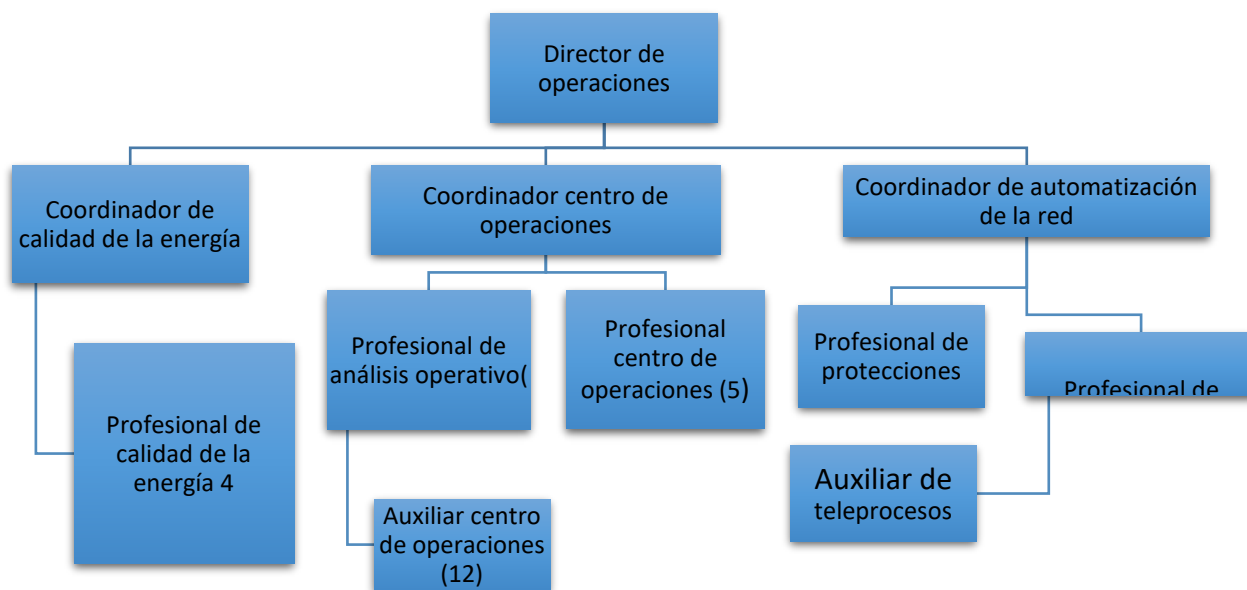 Director de
operaciones
Coordinador de
calidad de la energía
Coordinador centro de
operaciones
Coordinador de automatización
de la red
Profesional de
calidad de la
energía 4
Profesional de
análisis operativo(
Profesional
centro de
operaciones (5)
Auxiliar centro
de operaciones
(12)
Profesional de
protecciones
Profesional de
Auxiliar de
teleprocesos